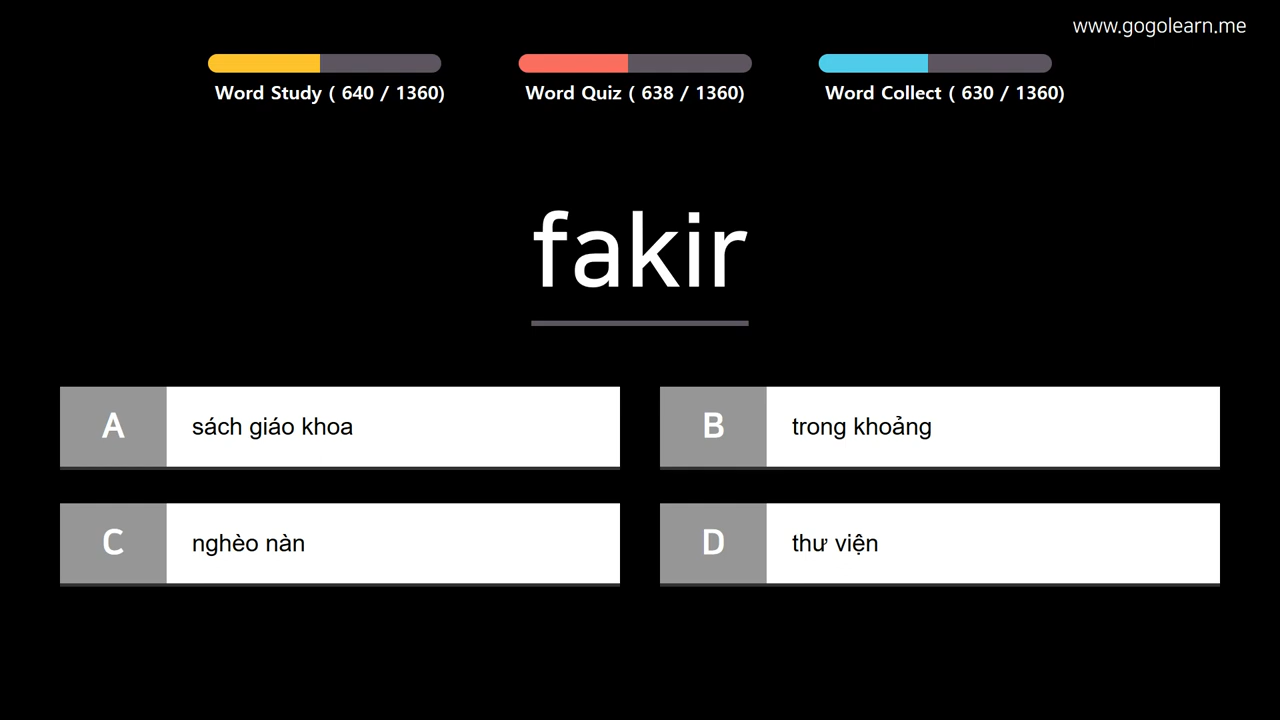 www.gogolearn.me
Word Study ( 640 / 1360)
Word Quiz ( 638 / 1360)
Word Collect ( 630 / 1360)
fakir
A sách giáo khoa
B trong khoảng
C nghèo nàn
D thư viện